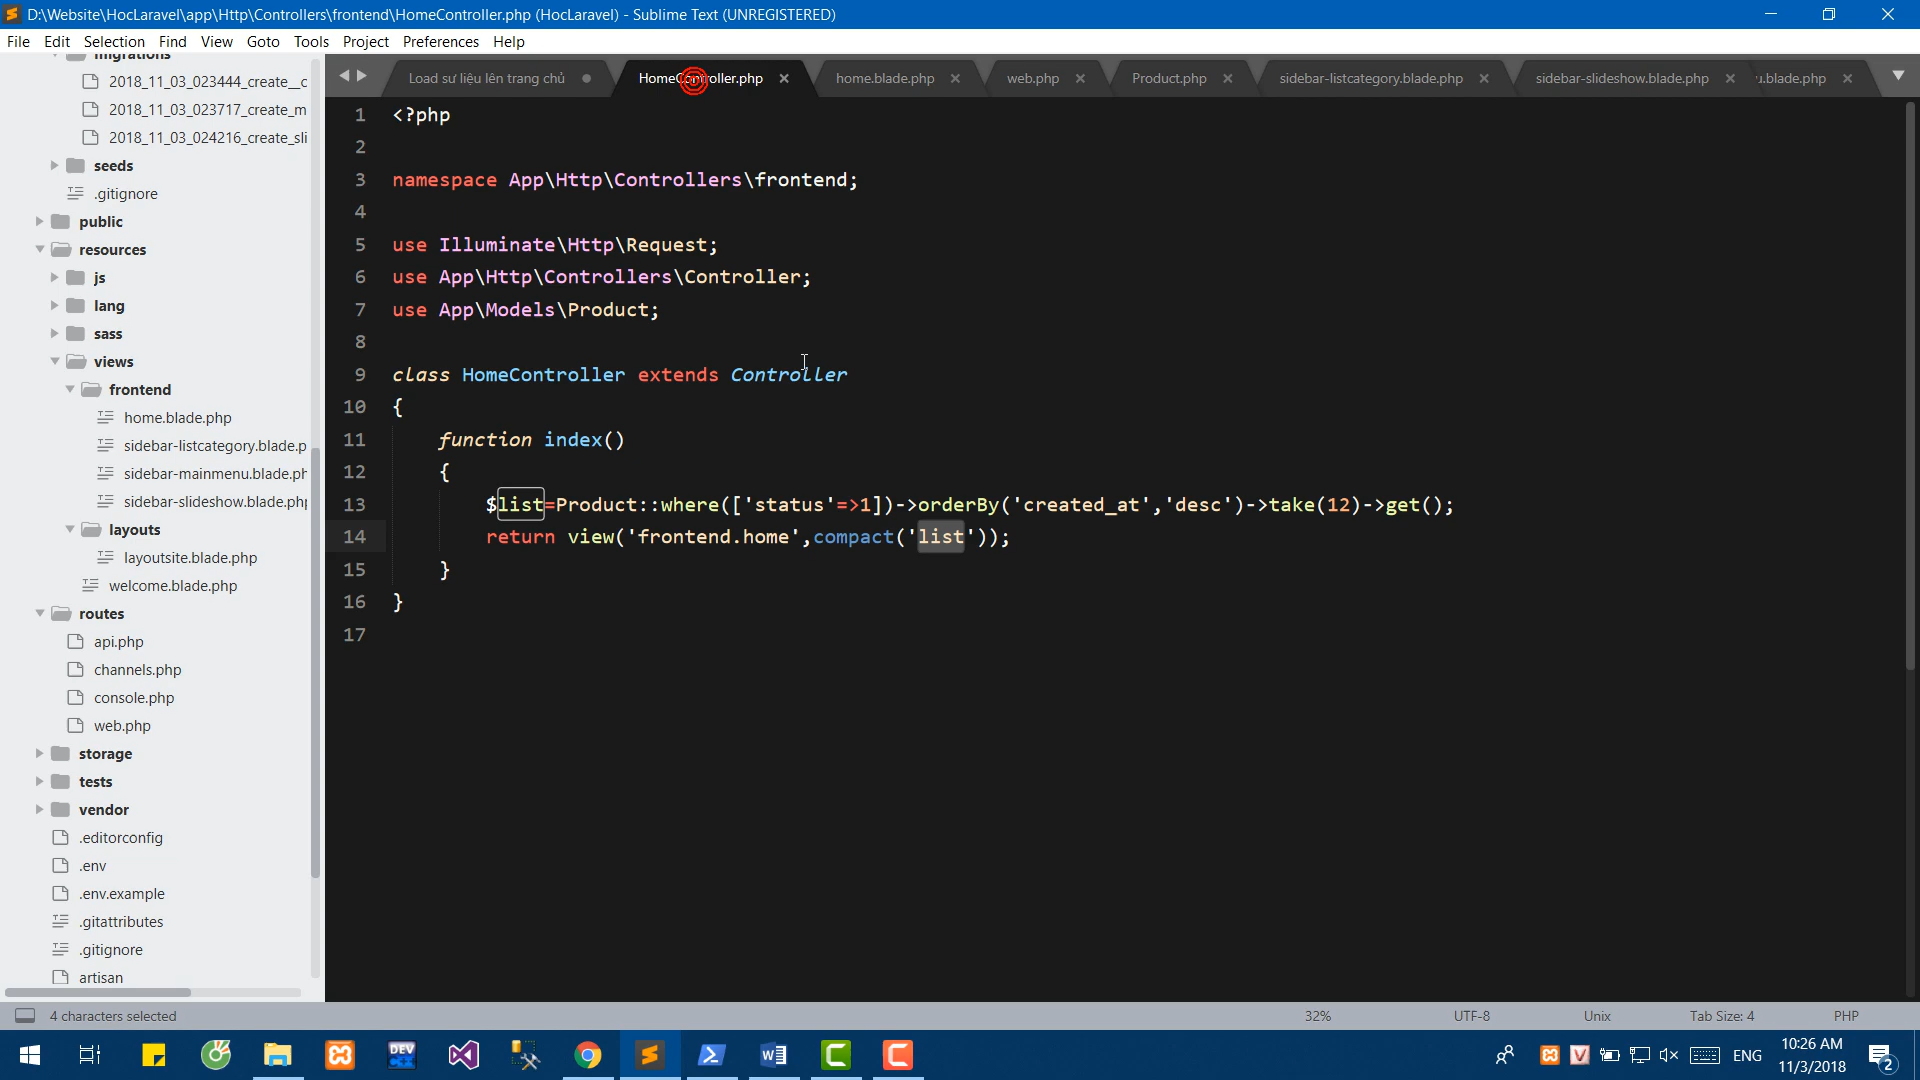 D:\Website\HocLaravel\app\Http\Controllers\frontend\HomeController.php (HocLaravel) - Sublime Text (UNREGISTERED)
File Edit Selection Find View Goto Tools Project Preferences Help
migrations
2018_11_03_023444_create__c
2018_11_03_023717_create_m
2018_11_03_024216_create_sli
seeds
.gitignore
public
resources
js
lang
sass
views
frontend
home.blade.php
sidebar-listcategory.blade.p
sidebar-mainmenu.blade.ph
sidebar-slideshow.blade.php
layouts
layoutsite.blade.php
welcome.blade.php
routes
api.php
channels.php
console.php
web.php
storage
tests
vendor
.editorconfig
.env
.env.example
.gitattributes
.gitignore
artisan
Load sư liệu lên trang chủ HomeController.php home.blade.php web.php Product.php sidebar-listcategory.blade.php sidebar-slideshow.blade.php u.blade.php
1 <?php
2
3 namespace App\Http\Controllers\frontend;
4
5 use Illuminate\Http\Request;
6 use App\Http\Controllers\Controller;
7 use App\Models\Product;
8
9 class HomeController extends Controller
10 {
11 function index()
12 {
13 $list=Product::where(['status'=>1])->orderBy('created_at','desc')->take(12)->get();
14 return view('frontend.home',compact('list'));
15 }
16 }
17
4 characters selected 32% UTF-8 Unix Tab Size: 4 PHP
DEV C++
ENG
10:26 AM
11/3/2018
2